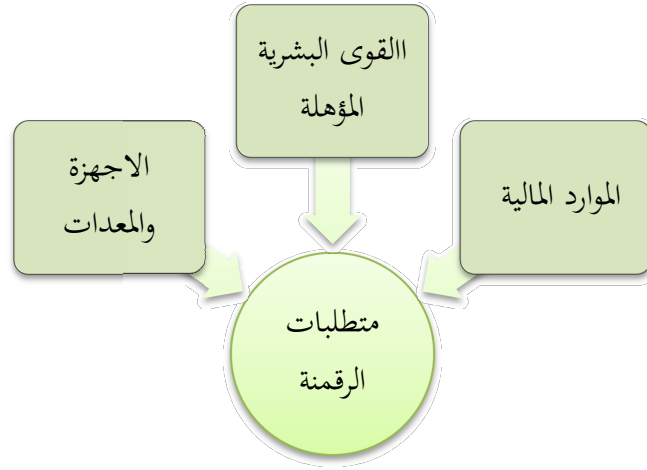 االقوى البشرية
المؤهلة
الموارد المالية
الاجهزة
والمعدات
متطلبات
الرقمنة